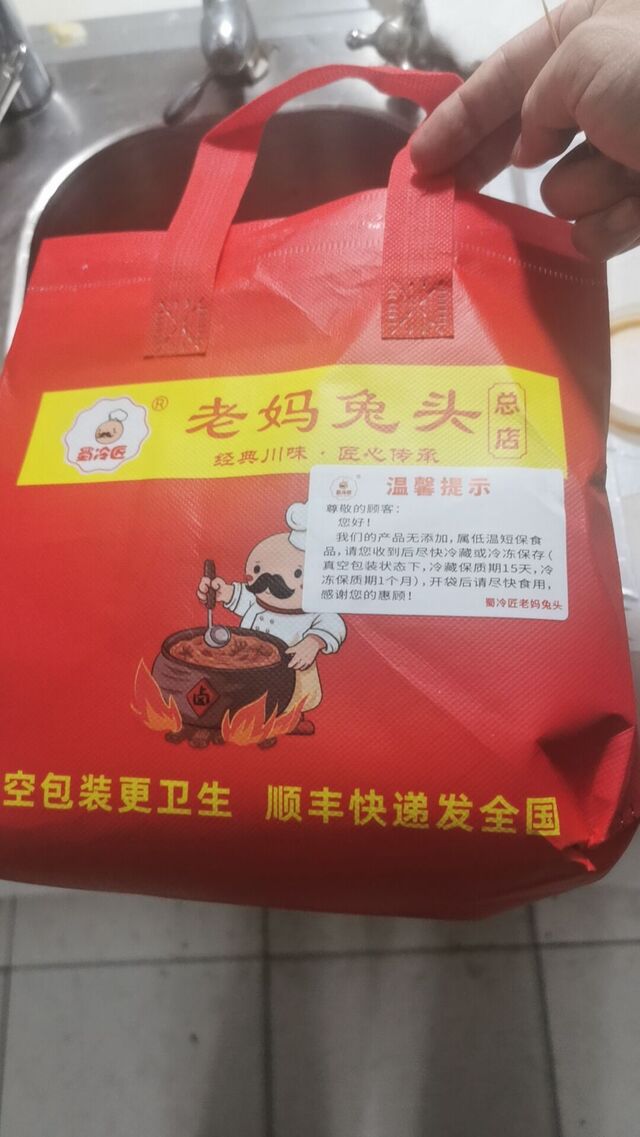 蜀冷匠
®
老妈兔头
总店
经典川味·匠心传承
温馨提示
尊敬的顾客:
您好!
我们的产品无添加,属低温短保食
品,请您收到后尽快冷藏或冷冻保存(
真空包装状态下,冷藏保质期15天,冷
冻保质期1个月),开袋后请尽快食用,
感谢您的惠顾!
蜀冷匠老妈兔头
卤
空包装更卫生 顺丰快递发全国